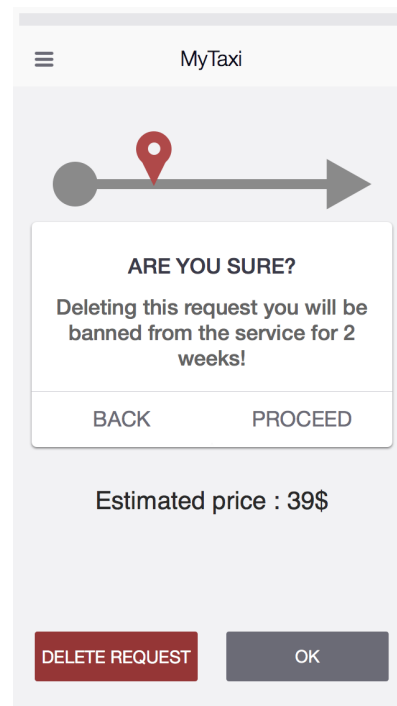 MyTaxi
ARE YOU SURE?
Deleting this request you will be
banned from the service for 2
weeks!
BACK PROCEED
Estimated price : 39$
DELETE REQUEST OK